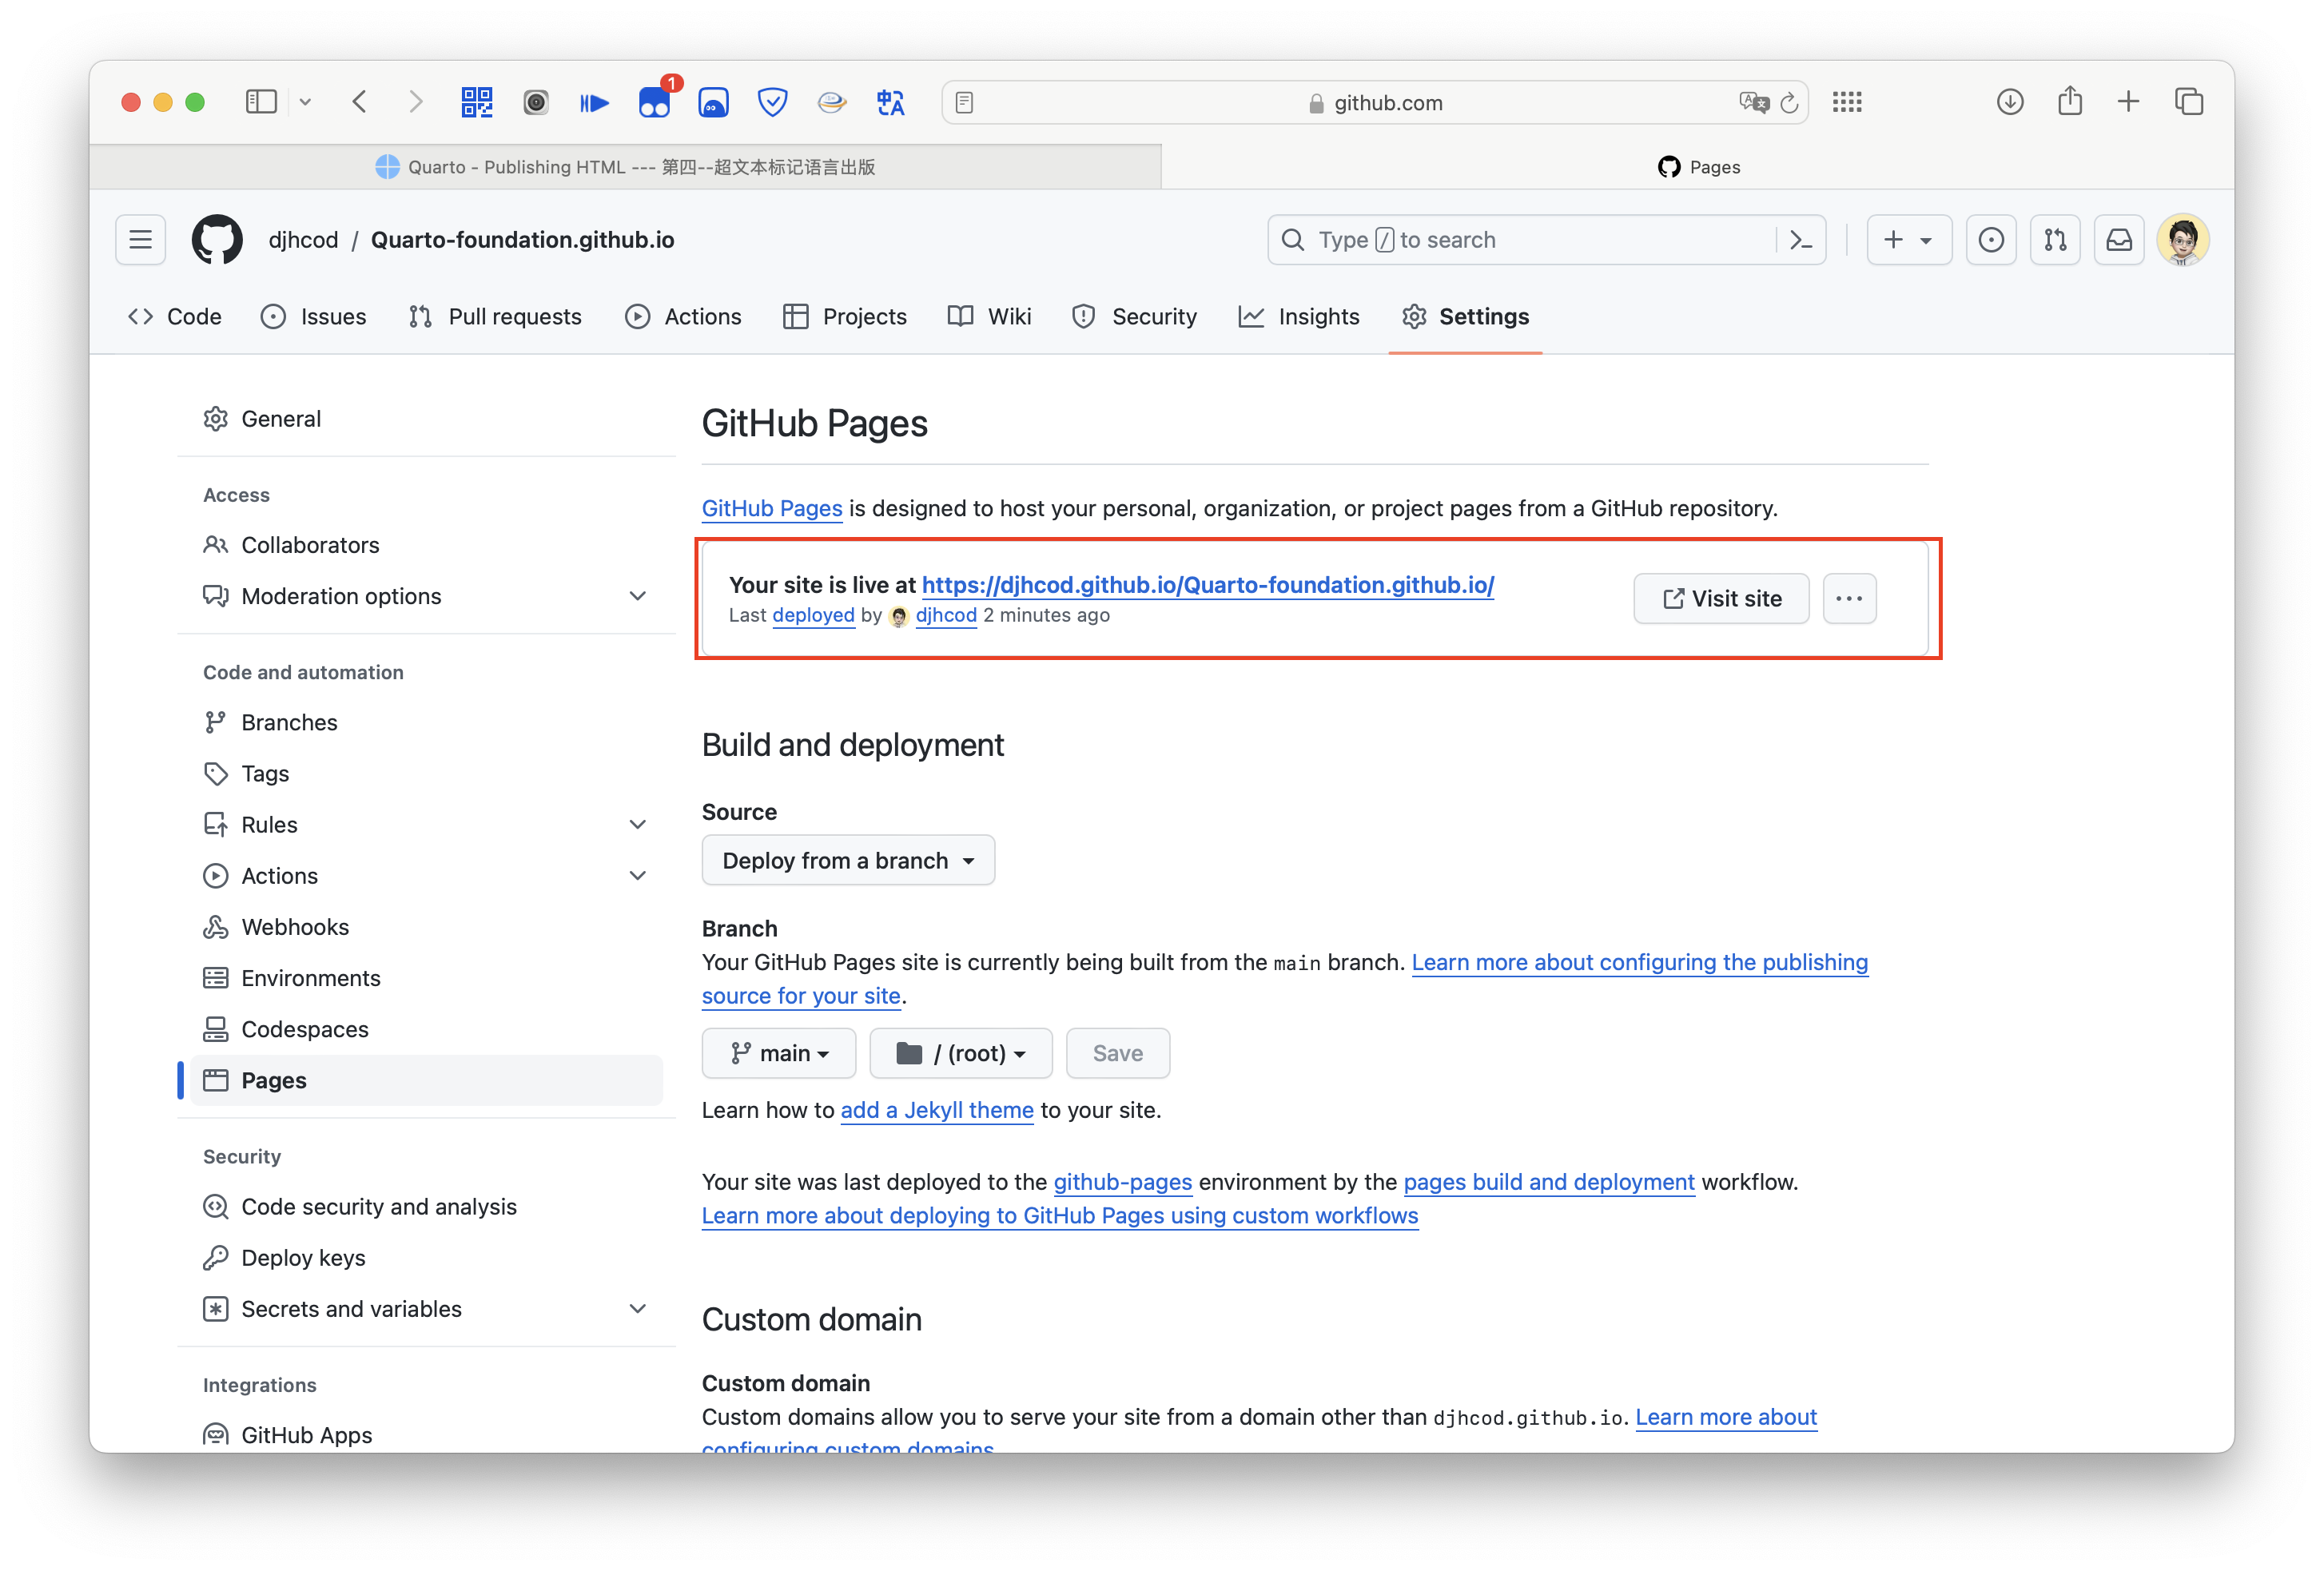 1
github.com
Quarto - Publishing HTML --- 第四--超文本标记语言出版
Pages
djhcod / Quarto-foundation.github.io
Type / to search
Code
Issues
Pull requests
Actions
Projects
Wiki
Security
Insights
Settings
General
Access
Collaborators
Moderation options
Code and automation
Branches
Tags
Rules
Actions
Webhooks
Environments
Codespaces
Pages
Security
Code security and analysis
Deploy keys
Secrets and variables
Integrations
GitHub Apps
GitHub Pages
GitHub Pages is designed to host your personal, organization, or project pages from a GitHub repository.
Your site is live at https://djhcod.github.io/Quarto-foundation.github.io/
Last deployed by djhcod 2 minutes ago
Visit site
Build and deployment
Source
Deploy from a branch
Branch
Your GitHub Pages site is currently being built from the main branch. Learn more about configuring the publishing
source for your site.
main
/ (root)
Save
Learn how to add a Jekyll theme to your site.
Your site was last deployed to the github-pages environment by the pages build and deployment workflow.
Learn more about deploying to GitHub Pages using custom workflows
Custom domain
Custom domain
Custom domains allow you to serve your site from a domain other than djhcod.github.io. Learn more about
configuring custom domains